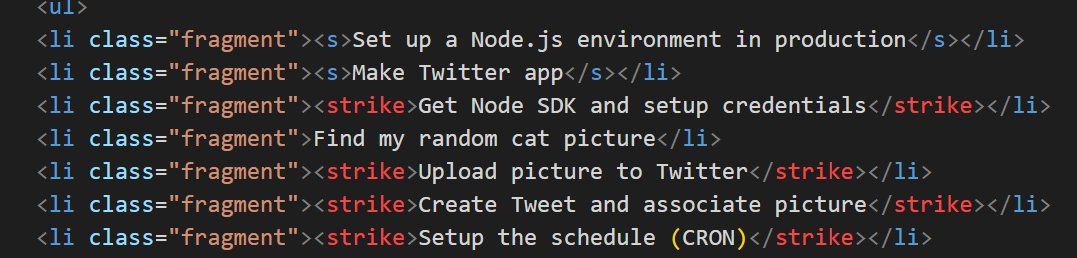 <ul>
<li class="fragment"><s>Set up a Node.js environment in production</s></li>
<li class="fragment"><s>Make Twitter app</s></li>
<li class="fragment"><strike>Get Node SDK and setup credentials</strike></li>
<li class="fragment">Find my random cat picture</li>
<li class="fragment"><strike>Upload picture to Twitter</strike></li>
<li class="fragment"><strike>Create Tweet and associate picture</strike></li>
<li class="fragment"><strike>Setup the schedule (CRON)</strike></li>